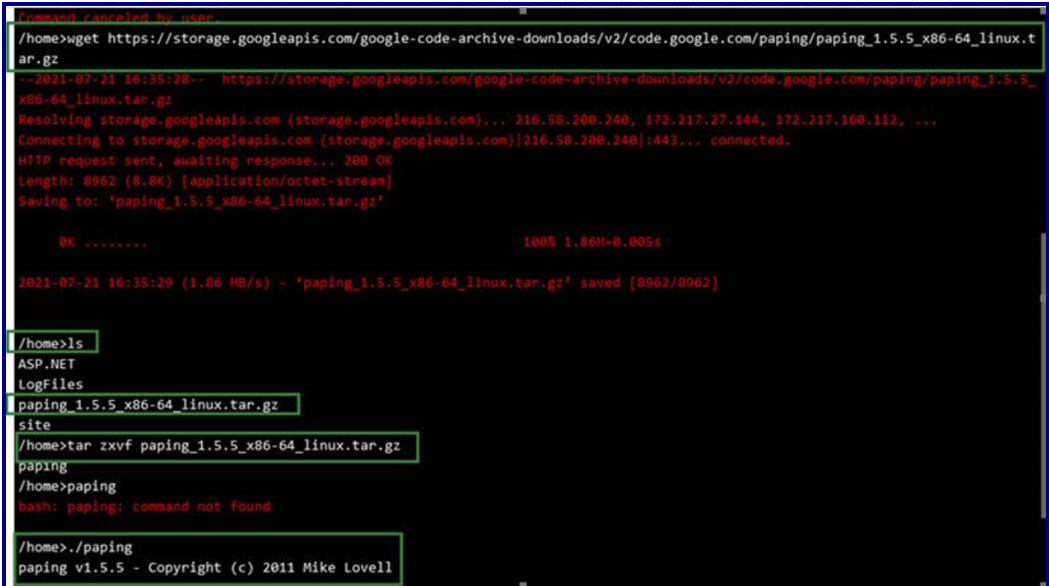 Command canceled by user.
/home>wget https://storage.googleapis.com/google-code-archive-downloads/v2/code.google.com/paping/paping_1.5.5_x86-64_linux.t
ar.gz
--2021-07-21 16:35:28-- https://storage.googleapis.com/google-code-archive-downloads/v2/code.google.com/paping/paping_1.5.5_
x86-64_linux.tar.gz
Resolving storage.googleapis.com (storage.googleapis.com)... 216.58.200.240, 172.217.27.144, 172.217.160.112, ...
Connecting to storage.googleapis.com (storage.googleapis.com)|216.58.200.240|:443... connected.
HTTP request sent, awaiting response... 200 OK
Length: 8962 (8.8K) [application/octet-stream]
Saving to: ‘paping_1.5.5_x86-64_linux.tar.gz’
0K ........ 100% 1.86M=0.005s
2021-07-21 16:35:29 (1.86 MB/s) - ‘paping_1.5.5_x86-64_linux.tar.gz’ saved [8962/8962]
/home>ls
ASP.NET
LogFiles
paping_1.5.5_x86-64_linux.tar.gz
site
/home>tar zxvf paping_1.5.5_x86-64_linux.tar.gz
paping
/home>paping
bash: paping: command not found
/home>./paping
paping v1.5.5 - Copyright (c) 2011 Mike Lovell